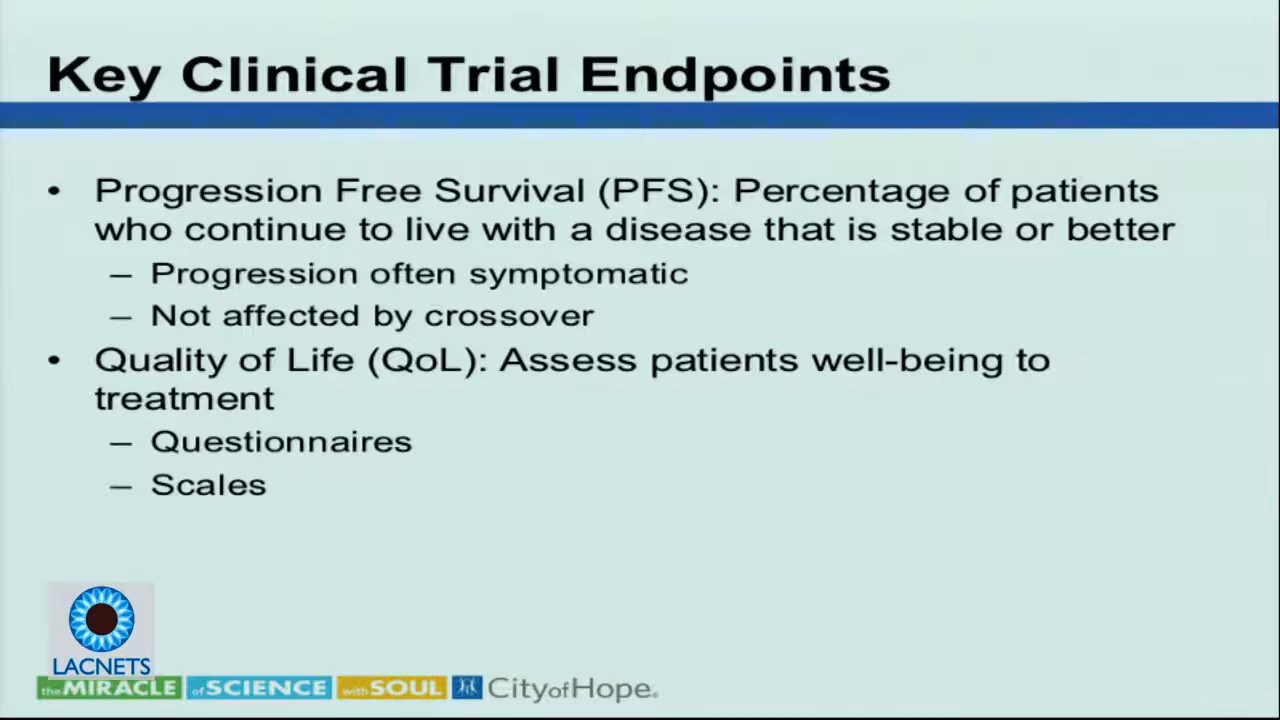 Key Clinical Trial Endpoints
• Progression Free Survival (PFS): Percentage of patients
who continue to live with a disease that is stable or better
– Progression often symptomatic
– Not affected by crossover
• Quality of Life (QoL): Assess patients well-being to
treatment
– Questionnaires
– Scales
LACNETS
the MIRACLE of SCIENCE with SOUL City of Hope.